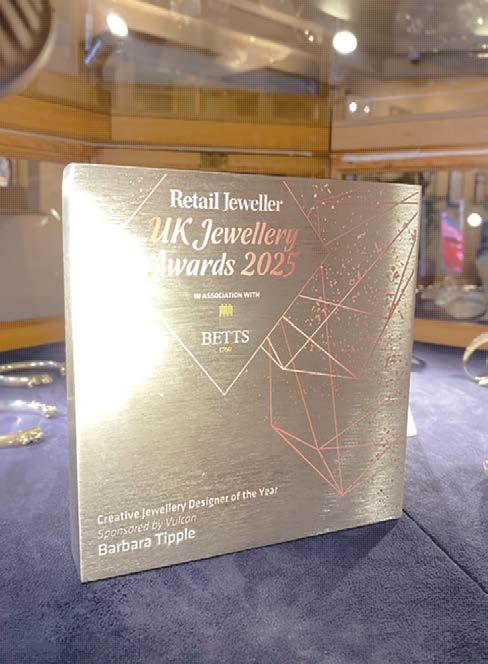 Retail Jeweller
UK Jewellery
Awards 2025
IN ASSOCIATION WITH
BETTS
1760
Creative Jewellery Designer of the Year
Sponsored by Vulcan
Barbara Tipple